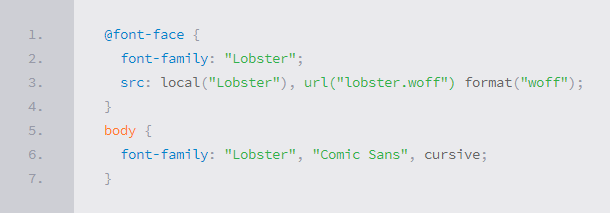 1. @font-face {
2. font-family: "Lobster";
3. src: local("Lobster"), url("lobster.woff") format("woff");
4. }
5. body {
6. font-family: "Lobster", "Comic Sans", cursive;
7. }